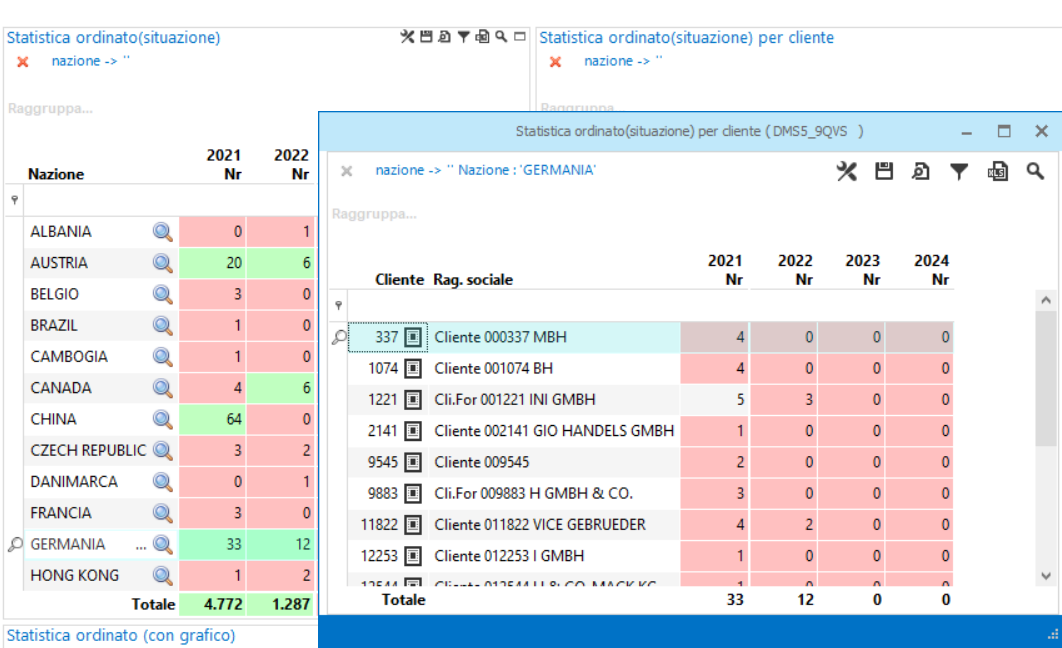 Statistica ordinato(situazione)
nazione -> ''
Raggruppa...
2021 2022
Nazione Nr Nr
ALBANIA 0 1
AUSTRIA 20 6
BELGIO 3 0
BRAZIL 1 0
CAMBOGIA 1 0
CANADA 4 6
CHINA 64 0
CZECH REPUBLIC 3 2
DANIMARCA 0 1
FRANCIA 3 0
GERMANIA ... 33 12
HONG KONG 1 2
Totale 4.772 1.287
Statistica ordinato (con grafico)
Statistica ordinato(situazione) per cliente
nazione -> ''
Raggruppa
Statistica ordinato(situazione) per cliente ( DMS5_9QVS )
nazione -> '' Nazione : 'GERMANIA'
XLS
Raggruppa...
2021 2022 2023 2024
Cliente Rag. sociale Nr Nr Nr Nr
337 Cliente 000337 MBH 4 0 0 0
1074 Cliente 001074 BH 4 0 0 0
1221 Cli.For 001221 INI GMBH 5 3 0 0
2141 Cliente 002141 GIO HANDELS GMBH 1 0 0 0
9545 Cliente 009545 2 0 0 0
9883 Cli.For 009883 H GMBH & CO. 3 0 0 0
11822 Cliente 011822 VICE GEBRUEDER 4 2 0 0
12253 Cliente 012253 I GMBH 1 0 0 0
12544 Cliente 012544 1 0 0 0
Totale 33 12 0 0